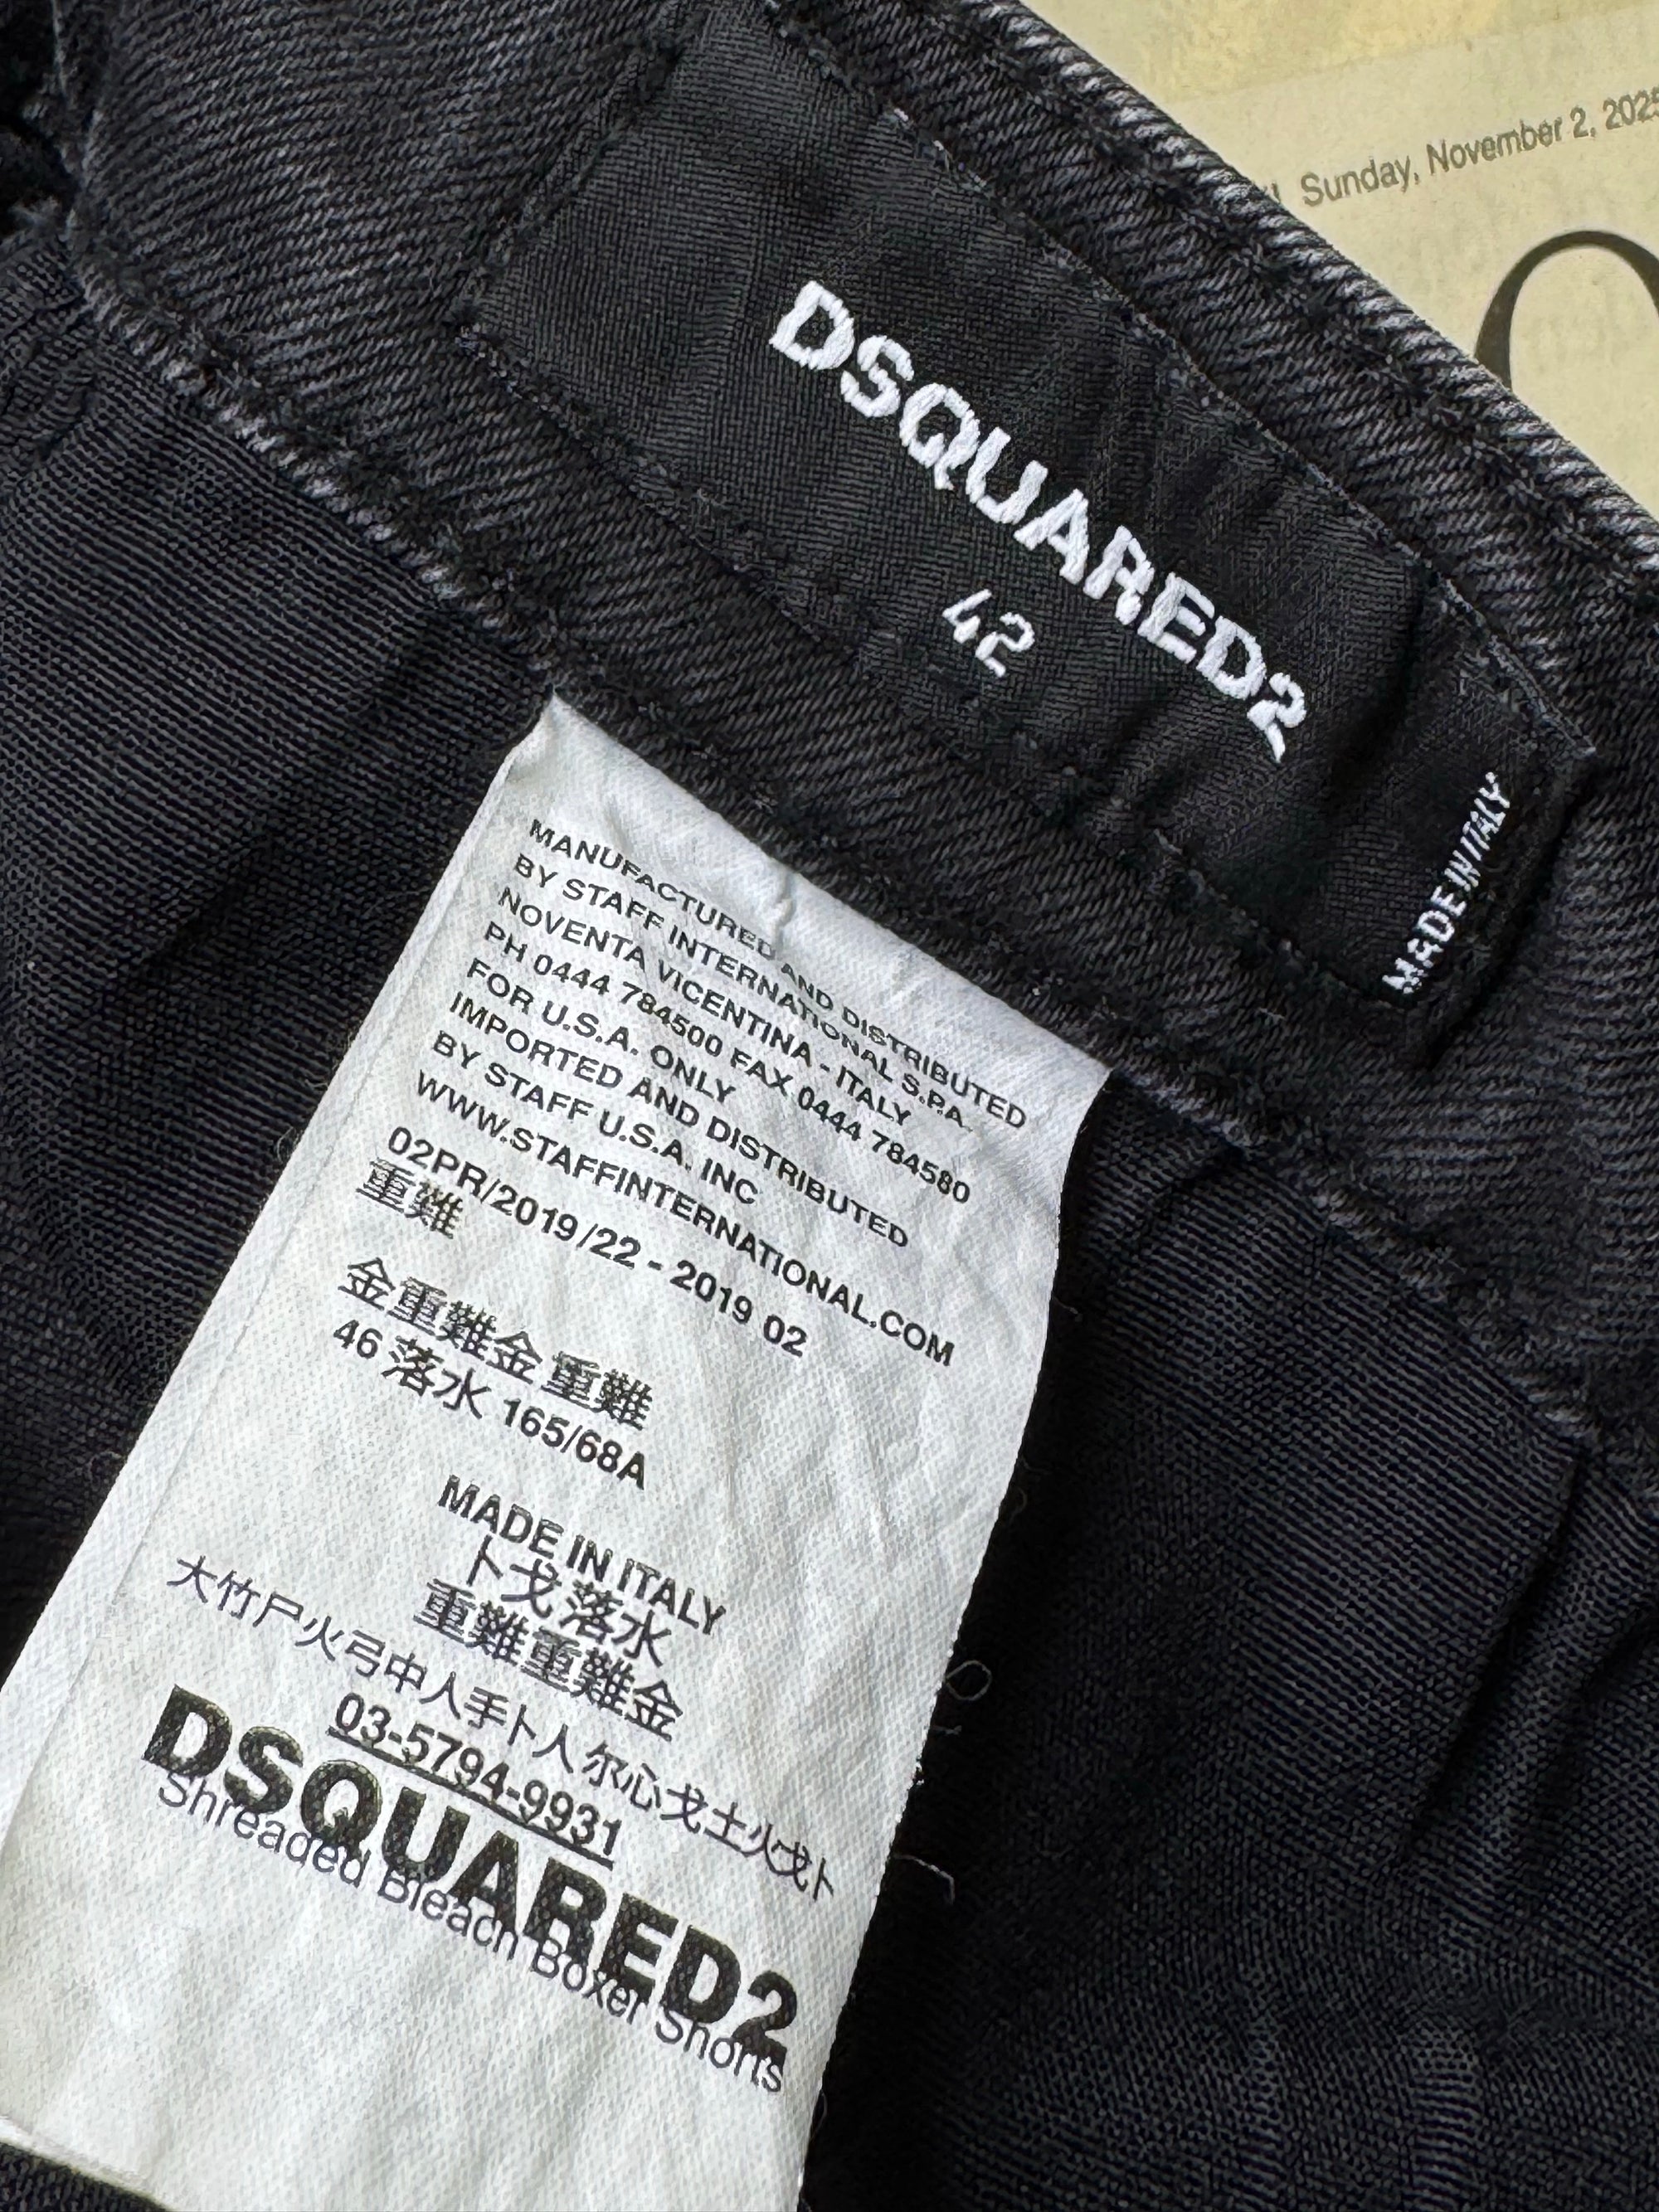 Sunday, November 2, 2025
DSQUARED2
42
MADE IN ITALY
MANUFACTURED AND DISTRIBUTED
BY STAFF INTERNATIONAL S.P.A.
NOVENTA VICENTINA - ITALY
PH 0444 784500 FAX 0444 784580
FOR U.S.A. ONLY
IMPORTED AND DISTRIBUTED
BY STAFF U.S.A. INC
WWW.STAFFINTERNATIONAL.COM
02PR/2019/22 - 2019 02
重難
金重難金 重難
46 落水 165/68A
MADE IN ITALY
卜戈 落水
重難重難金
大竹尸火弓中人手卜人尔心戈土火戈卜
03-5794-9931
DSQUARED2
Shreaded Bleach Boxer Shorts